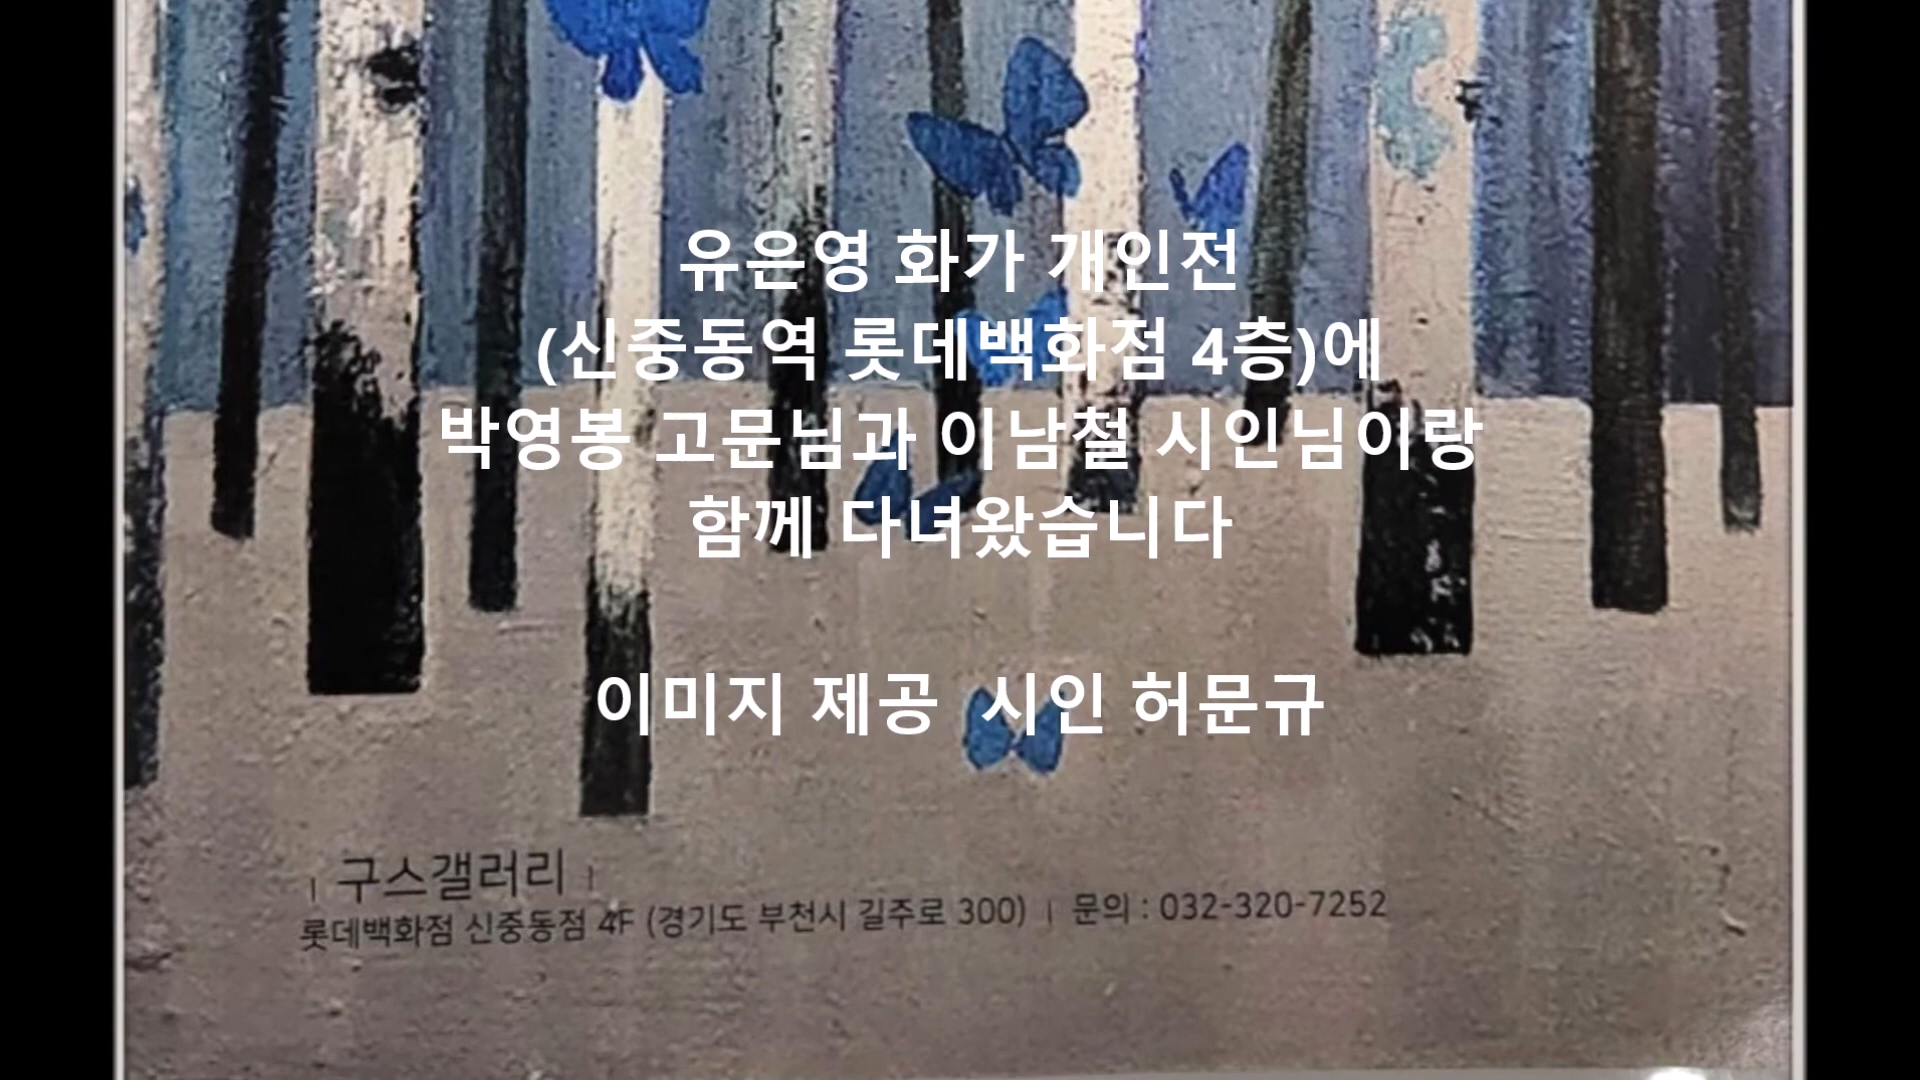 유은영 화가 개인전
(신중동역 롯데백화점 4층)에
박영봉 고문님과 이남철 시인님이랑
함께 다녀왔습니다
이미지 제공 시인 허문규
| 구스갤러리 |
롯데백화점 신중동점 4F (경기도 부천시 길주로 300) | 문의 : 032-320-7252